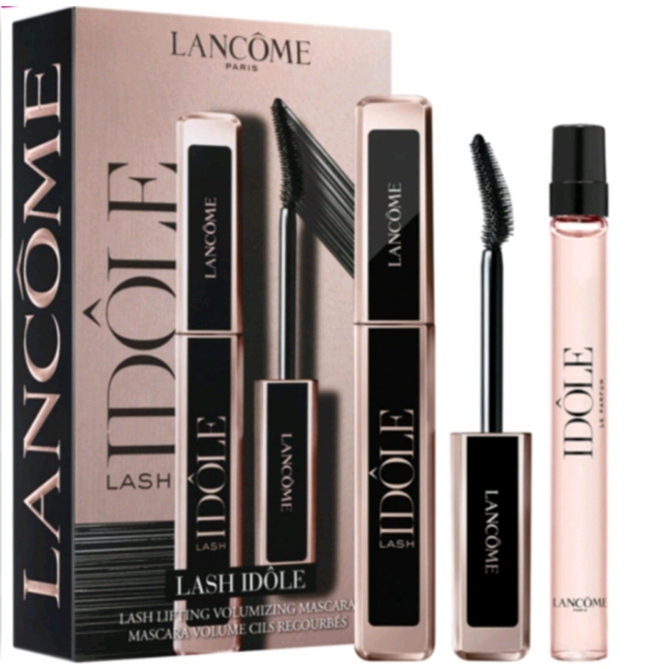 LANCÔME
LANCÔME
PARIS
IDÔLE
LASH
LANCÔME
IDÔLE
LASH
LANCÔME
LASH IDÔLE
LASH LIFTING VOLUMIZING MASCARA
MASCARA VOLUME CILS RECOURBÉS
LANCÔME
IDÔLE
LASH
LANCÔME
IDÔLE
LE PARFUM
LANCÔME